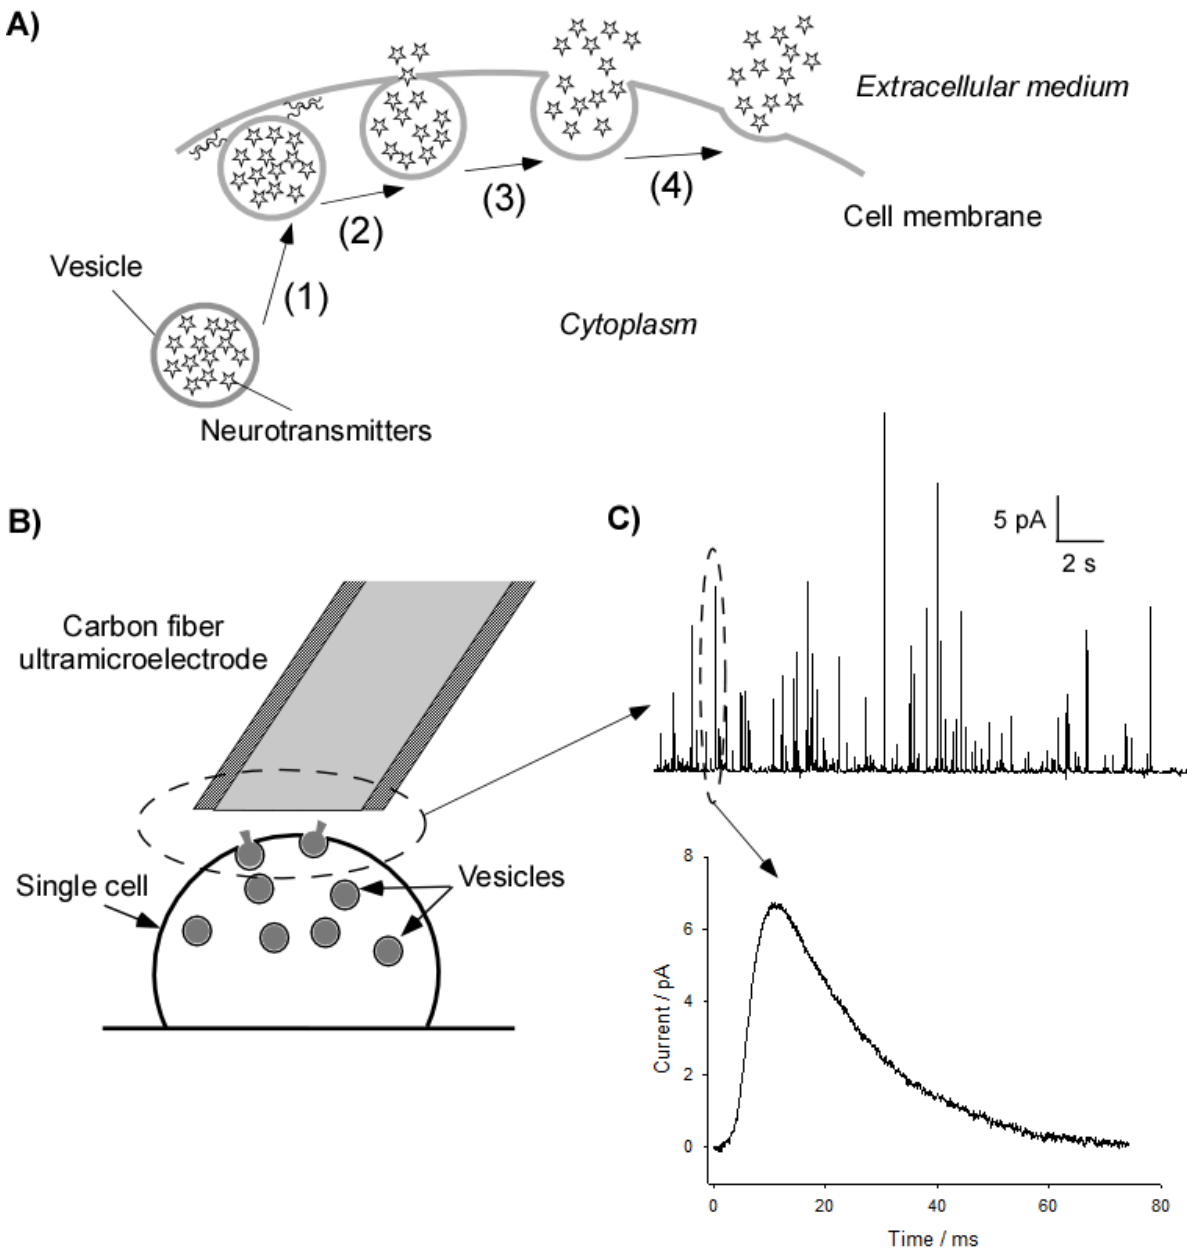 A)
Extracellular medium
(1)
(2)
(3)
(4)
Cell membrane
Vesicle
Cytoplasm
Neurotransmitters
B)
Carbon fiber
ultramicroelectrode
Single cell
Vesicles
C)
5 pA
2 s
8
6
4
2
0
Current / pA
0
20
40
60
80
Time / ms